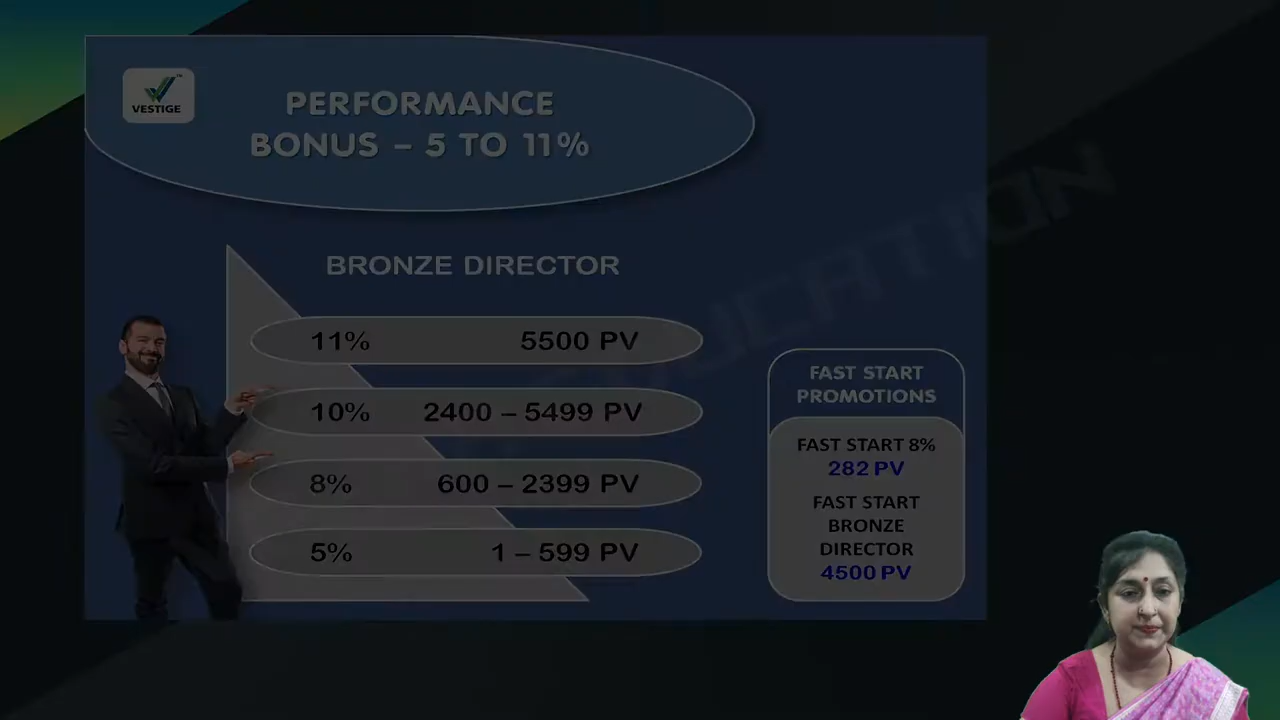 VESTIGE
PERFORMANCE
BONUS – 5 TO 11%
BRONZE DIRECTOR
11% 5500 PV
10% 2400 – 5499 PV
8% 600 – 2399 PV
5% 1 – 599 PV
FAST START
PROMOTIONS
FAST START 8%
282 PV
FAST START
BRONZE
DIRECTOR
4500 PV